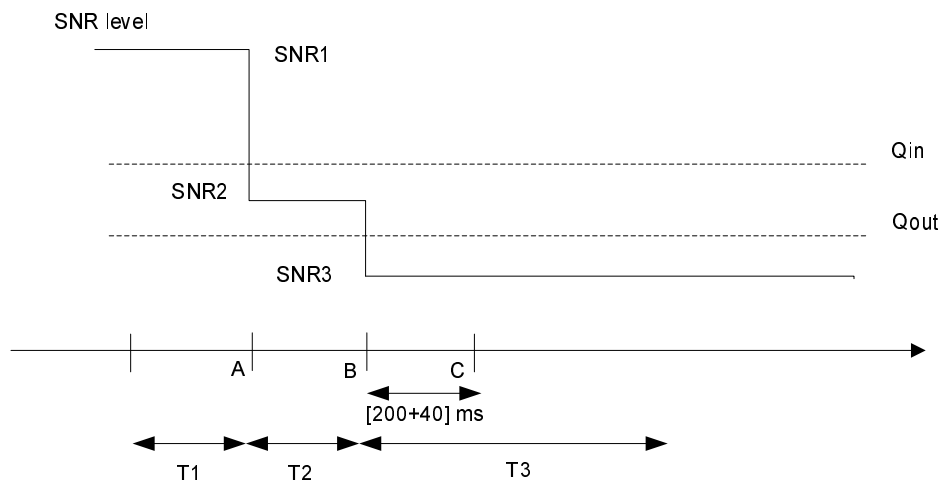 SNR level
SNR1
Qin
SNR2
Qout
SNR3
A
B
C
[200+40] ms
T1
T2
T3